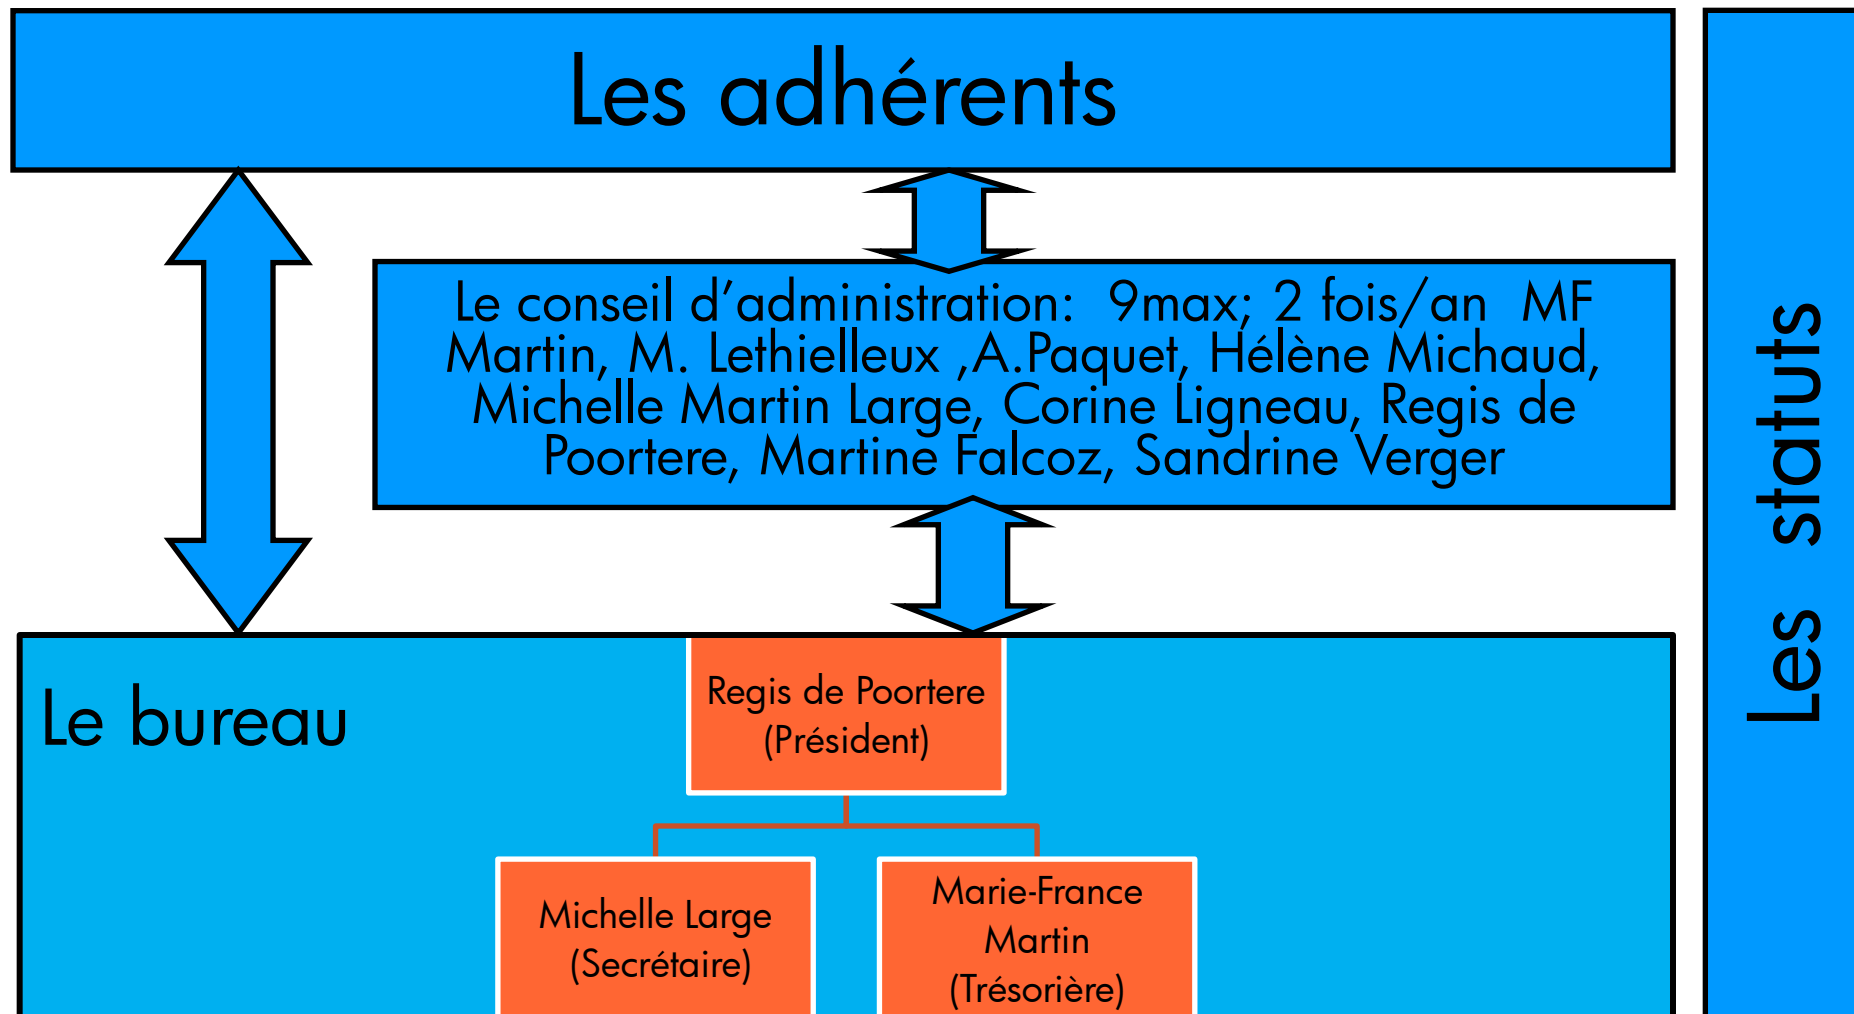 Les adhérents
Le conseil d’administration:  9max; 2 fois/an  MF
Martin, M. Lethielleux ,A.Paquet, Hélène Michaud,
Michelle Martin Large, Corine Ligneau, Regis de
Poortere, Martine Falcoz, Sandrine Verger
Le bureau
Regis de Poortere
(Président)
Michelle Large
(Secrétaire)
Marie-France
Martin
(Trésorière)
Les  statuts